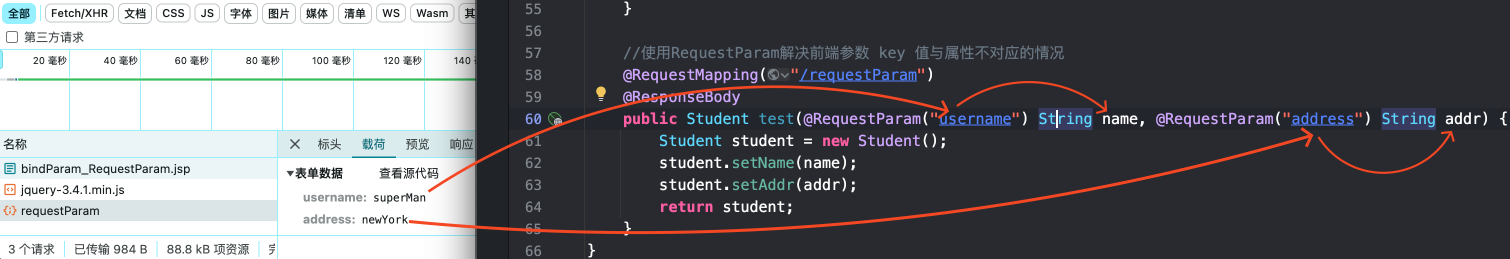 全部 Fetch/XHR 文档 CSS JS 字体 图片 媒体 清单 WS Wasm
第三方请求
20 毫秒 40 毫秒 60 毫秒 80 毫秒 100 毫秒 120 毫秒 140
名称
bindParam_RequestParam.jsp
jquery-3.4.1.min.js
requestParam
3 个请求 已传输 984 B 88.8 kB 项资源
标头 载荷 预览 响应
▼表单数据 查看源代码
username: superMan
address: newYork
55 }
56
57 //使用RequestParam解决前端参数 key 值与属性不对应的情况
58 @RequestMapping("/requestParam")
59 @ResponseBody
60 public Student test(@RequestParam("username") String name, @RequestParam("address") String addr) {
61 Student student = new Student();
62 student.setName(name);
63 student.setAddr(addr);
64 return student;
65 }
66 }